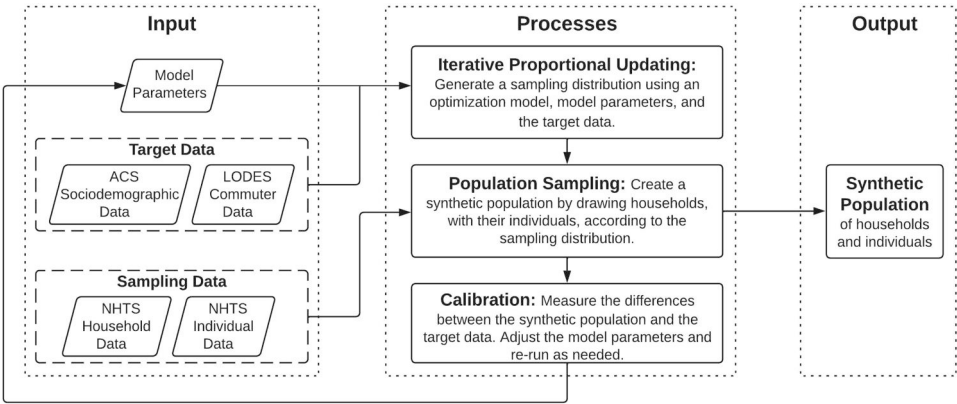 Input
Processes
Output
Model
Parameters
Target Data
ACS
Sociodemographic
Data
LODES
Commuter
Data
Sampling Data
NHTS
Household
Data
NHTS
Individual
Data
Iterative Proportional Updating:
Generate a sampling distribution using an
optimization model, model parameters, and
the target data.
Population Sampling: Create a
synthetic population by drawing households,
with their individuals, according to the
sampling distribution.
Calibration: Measure the differences
between the synthetic population and the
target data. Adjust the model parameters and
re-run as needed.
Synthetic
Population
of households
and individuals